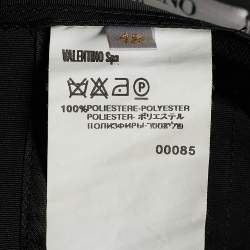 VALENTINO SpA
100%POLIESTERE-POLYESTER
POLYESTER- ポリエステル
00085